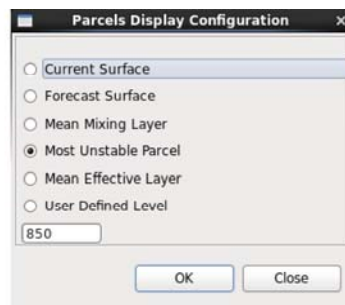 Parcels Display Configuration
Current Surface
Forecast Surface
Mean Mixing Layer
Most Unstable Parcel
Mean Effective Layer
User Defined Level
850
OK
Close